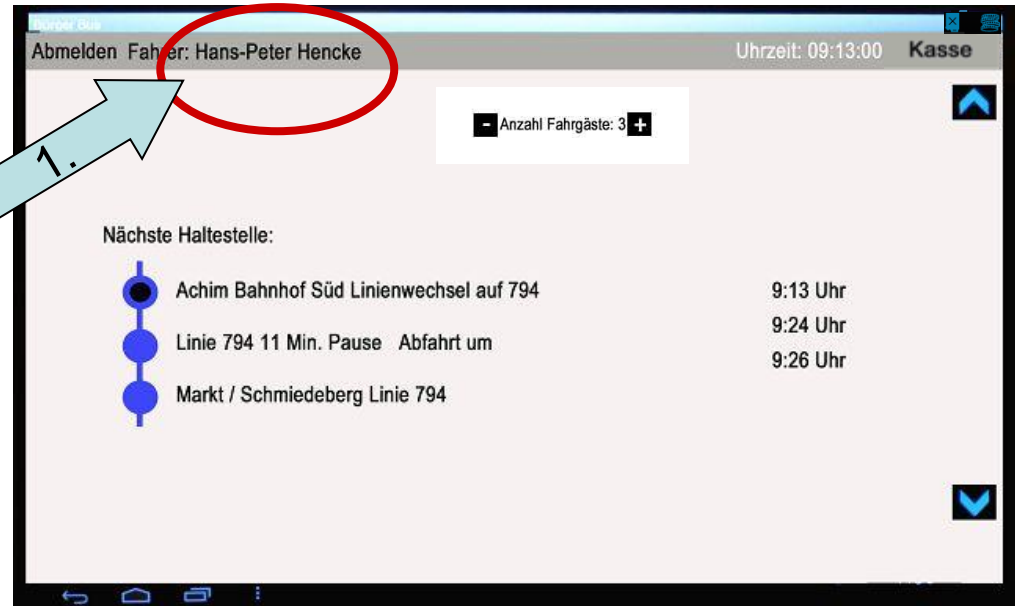 Bürger Bus
Abmelden Fahrer: Hans-Peter Hencke Uhrzeit: 09:13:00 Kasse
- Anzahl Fahrgäste: 3 +
1.
Nächste Haltestelle:
Achim Bahnhof Süd Linienwechsel auf 794 9:13 Uhr
Linie 794 11 Min. Pause Abfahrt um 9:24 Uhr
Markt / Schmiedeberg Linie 794 9:26 Uhr